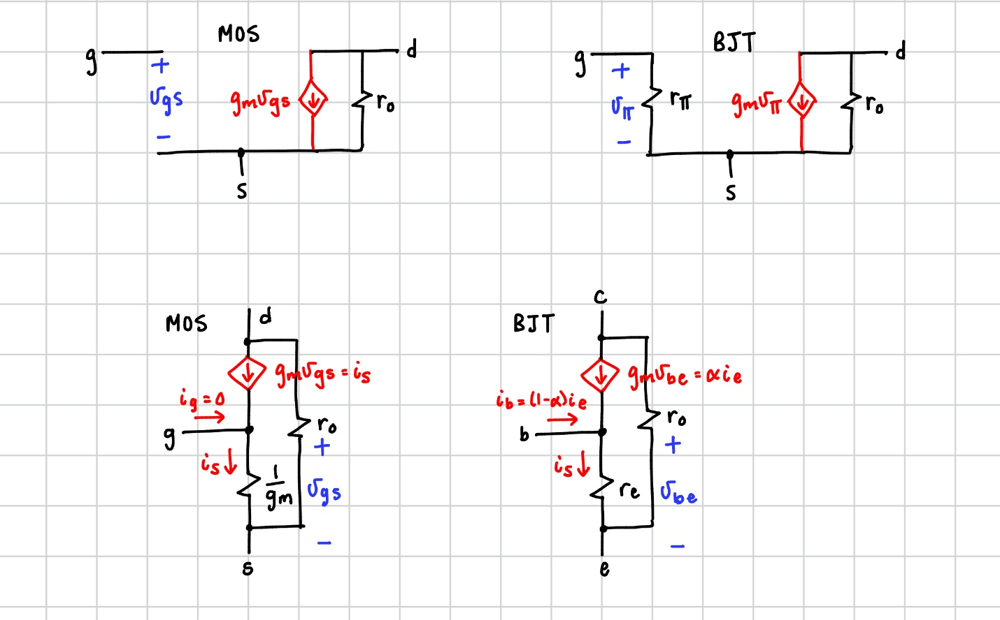 MOS
g
+
vgs
−
gmvgs
ro
d
s
BJT
g
+
vπ
−
rπ
gmvπ
ro
d
s
MOS
d
gmvgs = is
ig = 0
g
is
1/gm
ro
+
vgs
−
s
BJT
c
gmvbe = αie
ib = (1-α)ie
b
is
re
ro
+
vbe
−
e